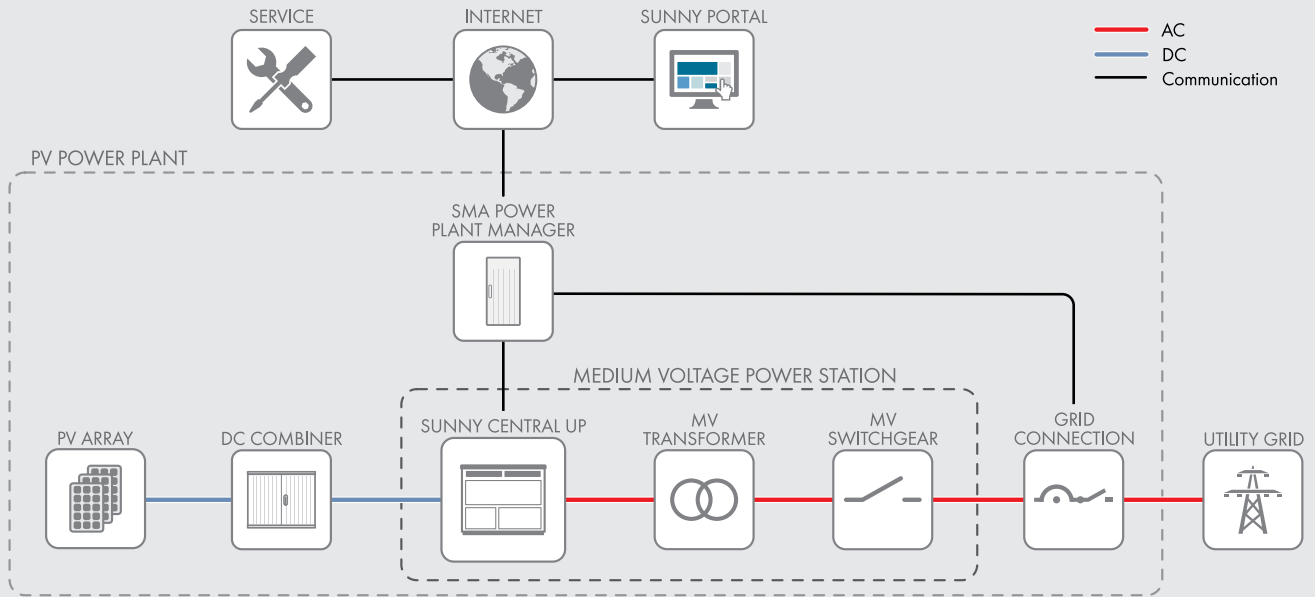 SERVICE
INTERNET
SUNNY PORTAL
AC
DC
Communication
PV POWER PLANT
SMA POWER
PLANT MANAGER
MEDIUM VOLTAGE POWER STATION
PV ARRAY
DC COMBINER
SUNNY CENTRAL UP
MV
TRANSFORMER
MV
SWITCHGEAR
GRID
CONNECTION
UTILITY GRID